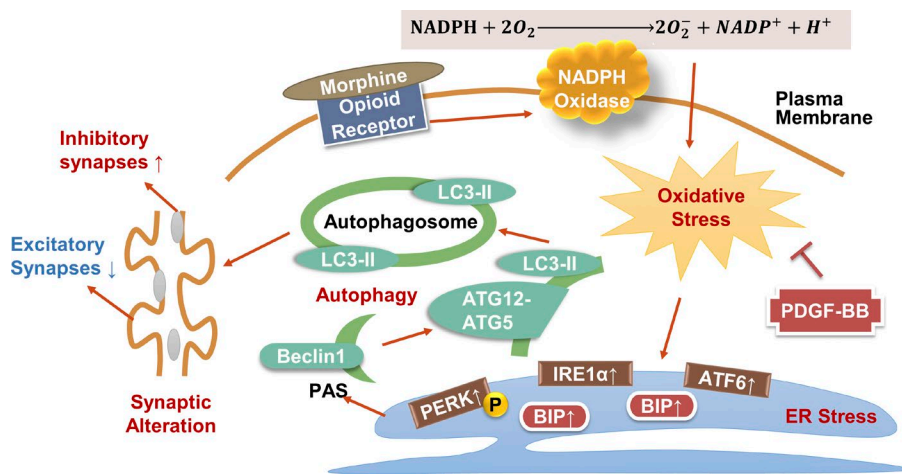 NADPH + 2O₂ ⟶ 2O₂⁻ + NADP⁺ + H⁺
Morphine
Opioid
Receptor
NADPH
Oxidase
Plasma
Membrane
Inhibitory
synapses ↑
Excitatory
Synapses ↓
LC3-II
Autophagosome
LC3-II
Autophagy
LC3-II
ATG12-
ATG5
Oxidative
Stress
PDGF-BB
Beclin1
PAS
Synaptic
Alteration
PERK↑
P
IRE1α↑
ATF6↑
BIP↑
BIP↑
ER Stress